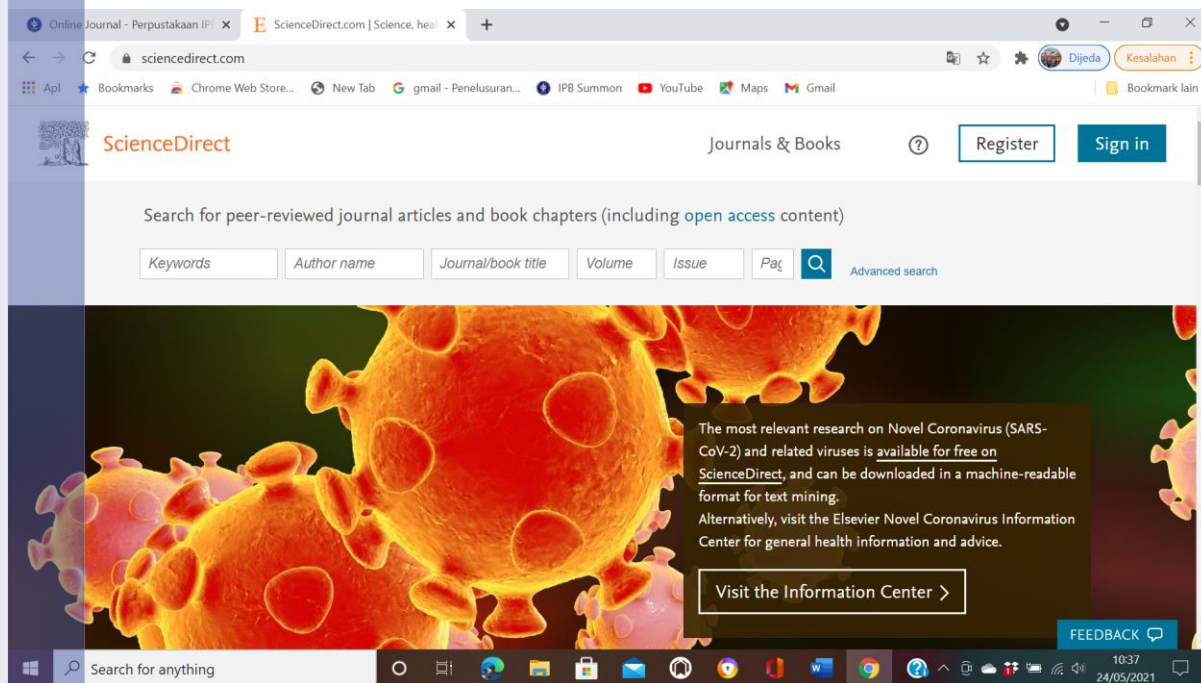 Online Journal - Perpustakaan IPB
ScienceDirect.com | Science, heal
sciencedirect.com
Dijeda
Kesalahan
Apl
Bookmarks
Chrome Web Store...
New Tab
gmail - Penelusuran...
IPB Summon
YouTube
Maps
Gmail
Bookmark lain
ScienceDirect
Journals & Books
Register
Sign in
Search for peer-reviewed journal articles and book chapters (including open access content)
Keywords
Author name
Journal/book title
Volume
Issue
Pag
Advanced search
The most relevant research on Novel Coronavirus (SARS-
CoV-2) and related viruses is available for free on
ScienceDirect, and can be downloaded in a machine-readable
format for text mining.
Alternatively, visit the Elsevier Novel Coronavirus Information
Center for general health information and advice.
Visit the Information Center >
FEEDBACK
Search for anything
10:37
24/05/2021